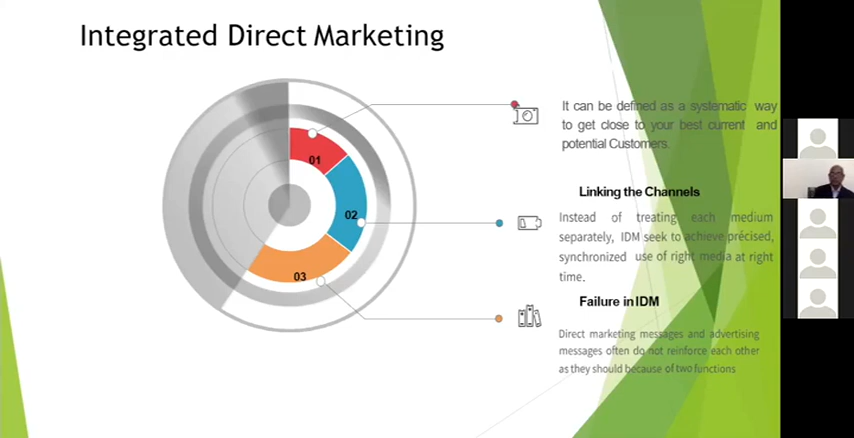 Integrated Direct Marketing
01
02
03
It can be defined as a systematic way
to get close to your best current and
potential Customers.
Linking the Channels
Instead of treating each medium
separately, IDM seek to achieve précised,
synchronized use of right media at right
time.
Failure in IDM
Direct marketing messages and advertising
messages often do not reinforce each other
as they should because of two functions